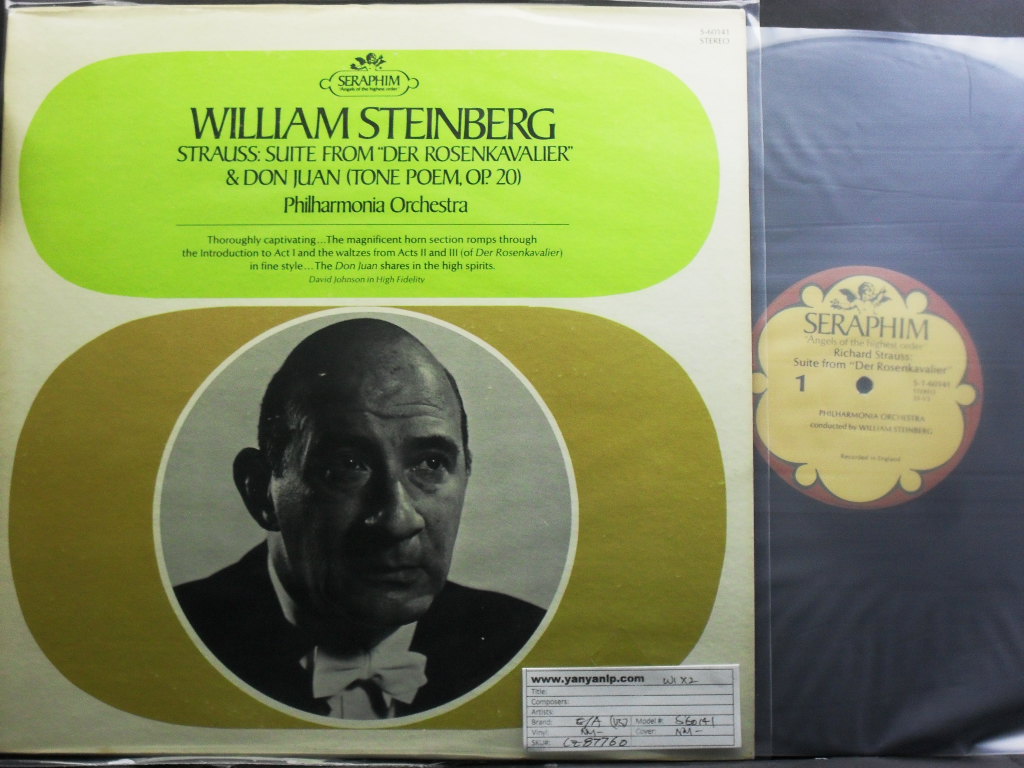 S-60141
STEREO
SERAPHIM
"Angels of the highest order"
WILLIAM STEINBERG
STRAUSS: SUITE FROM "DER ROSENKAVALIER"
& DON JUAN (TONE POEM, OP. 20)
Philharmonia Orchestra
Thoroughly captivating...The magnificent horn section romps through
the Introduction to Act I and the waltzes from Acts II and III (of Der Rosenkavalier)
in fine style...The Don Juan shares in the high spirits.
David Johnson in High Fidelity
SERAPHIM
"Angels of the highest order"
Richard Strauss:
Suite from "Der Rosenkavalier"
1
S-1-60141
STEREO
PHILHARMONIA ORCHESTRA
conducted by WILLIAM STEINBERG
Recorded in England
www.yanyanlp.com W1X2
Title:
Composers:
Artists:
Brand: E/A (US) Model #: S60141
Vinyl: NM- Cover: NM-
SKU#: CZ87760